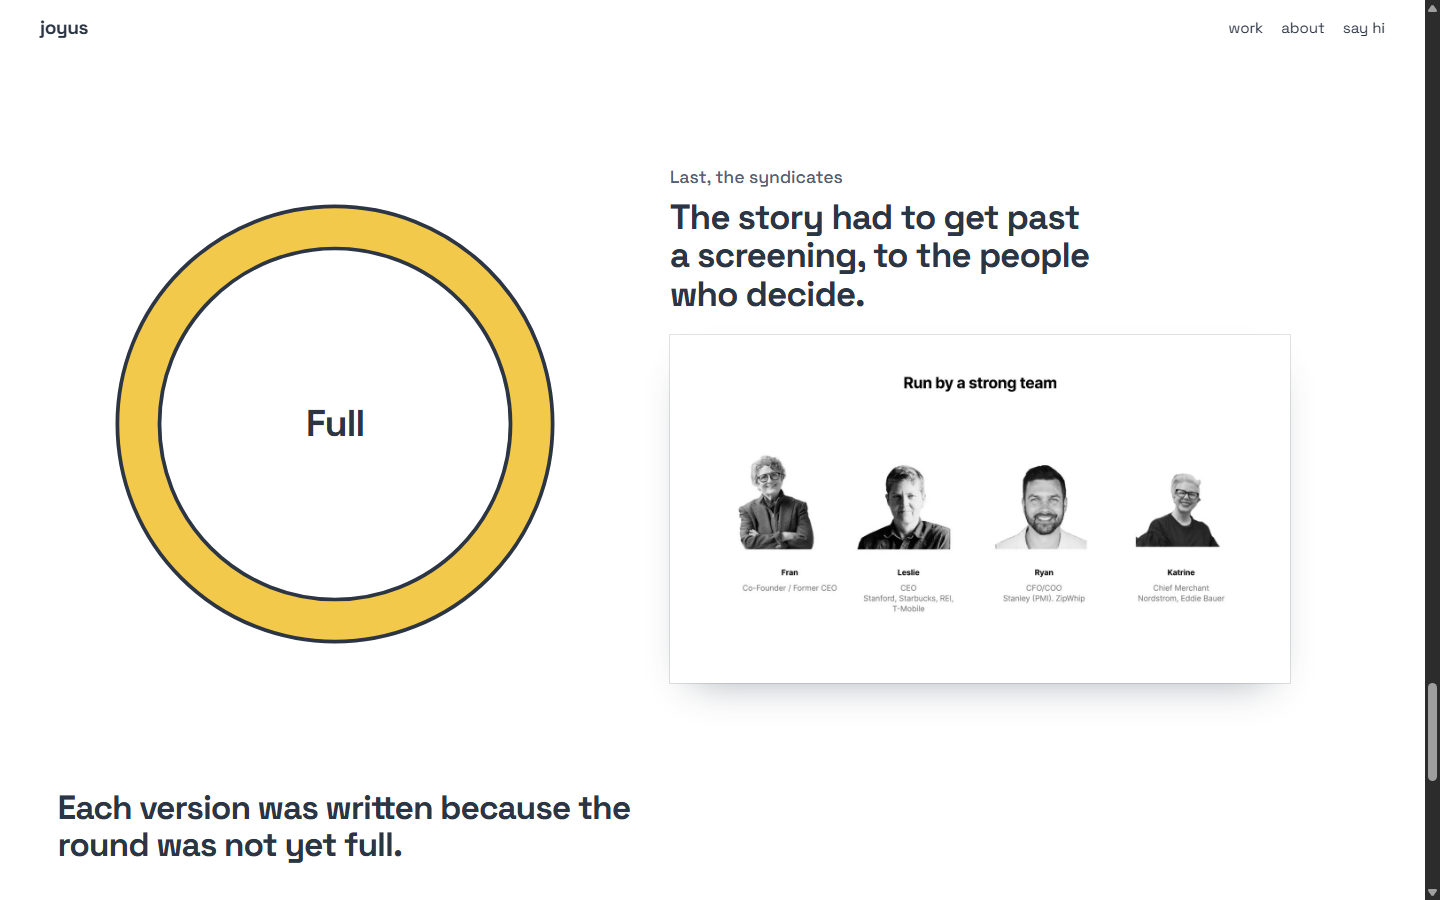 joyus
work about say hi
Last, the syndicates
The story had to get past
a screening, to the people
who decide.
Full
Run by a strong team
Fran
Co-Founder / Former CEO
Leslie
CEO
Stanford, Starbucks, REI,
T-Mobile
Ryan
CFO/COO
Stanley (PMI). ZipWhip
Katrine
Chief Merchant
Nordstrom, Eddie Bauer
Each version was written because the
round was not yet full.